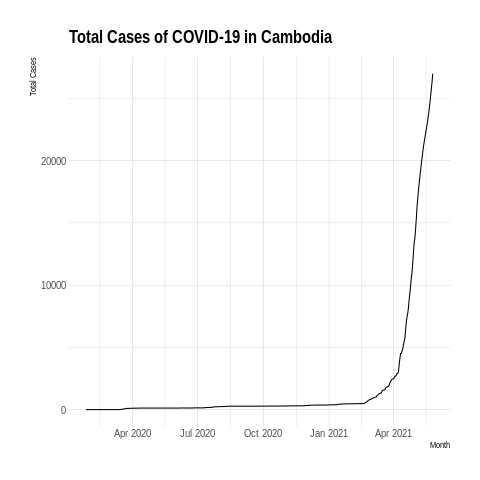 Total Cases of COVID-19 in Cambodia
Total Cases
20000
10000
0
Apr 2020 Jul 2020 Oct 2020 Jan 2021 Apr 2021
Month